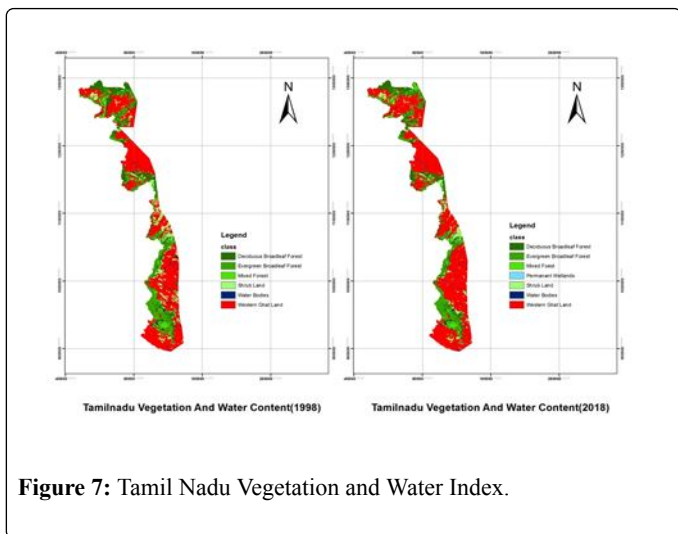 N
N
Legend
class
Deciduous Broadleaf Forest
Evergreen Broadleaf Forest
Mixed Forest
Shrub Land
Water Bodies
Western Ghat Land
Legend
class
Deciduous Broadleaf Forest
Evergreen Broadleaf Forest
Mixed Forest
Permanant Wetlands
Shrub Land
Water Bodies
Western Ghat Land
Tamilnadu Vegetation And Water Content(1998)
Tamilnadu Vegetation And Water Content(2018)
Figure 7: Tamil Nadu Vegetation and Water Index.